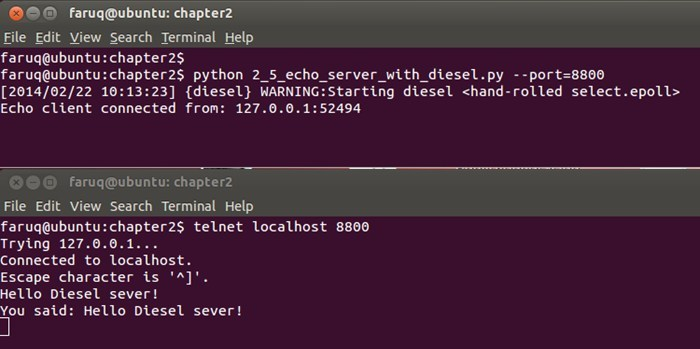 faruq@ubuntu: chapter2
File Edit View Search Terminal Help
faruq@ubuntu:chapter2$
faruq@ubuntu:chapter2$ python 2_5_echo_server_with_diesel.py --port=8800
[2014/02/22 10:13:23] {diesel} WARNING:Starting diesel <hand-rolled select.epoll>
Echo client connected from: 127.0.0.1:52494
faruq@ubuntu: chapter2
File Edit View Search Terminal Help
faruq@ubuntu:chapter2$ telnet localhost 8800
Trying 127.0.0.1...
Connected to localhost.
Escape character is '^]'.
Hello Diesel sever!
You said: Hello Diesel sever!